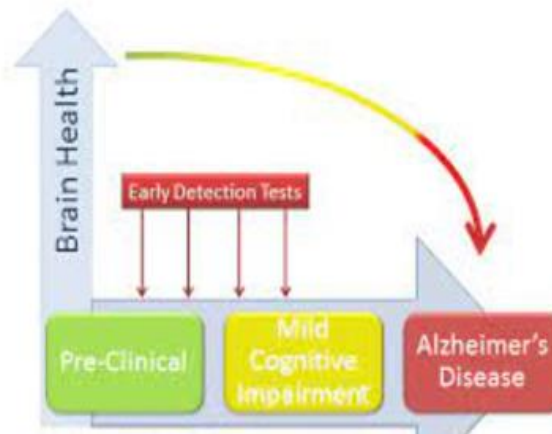 Brain Health
Early Detection Tests
Pre-Clinical
Mild
Cognitive
Impairment
Alzheimer's
Disease